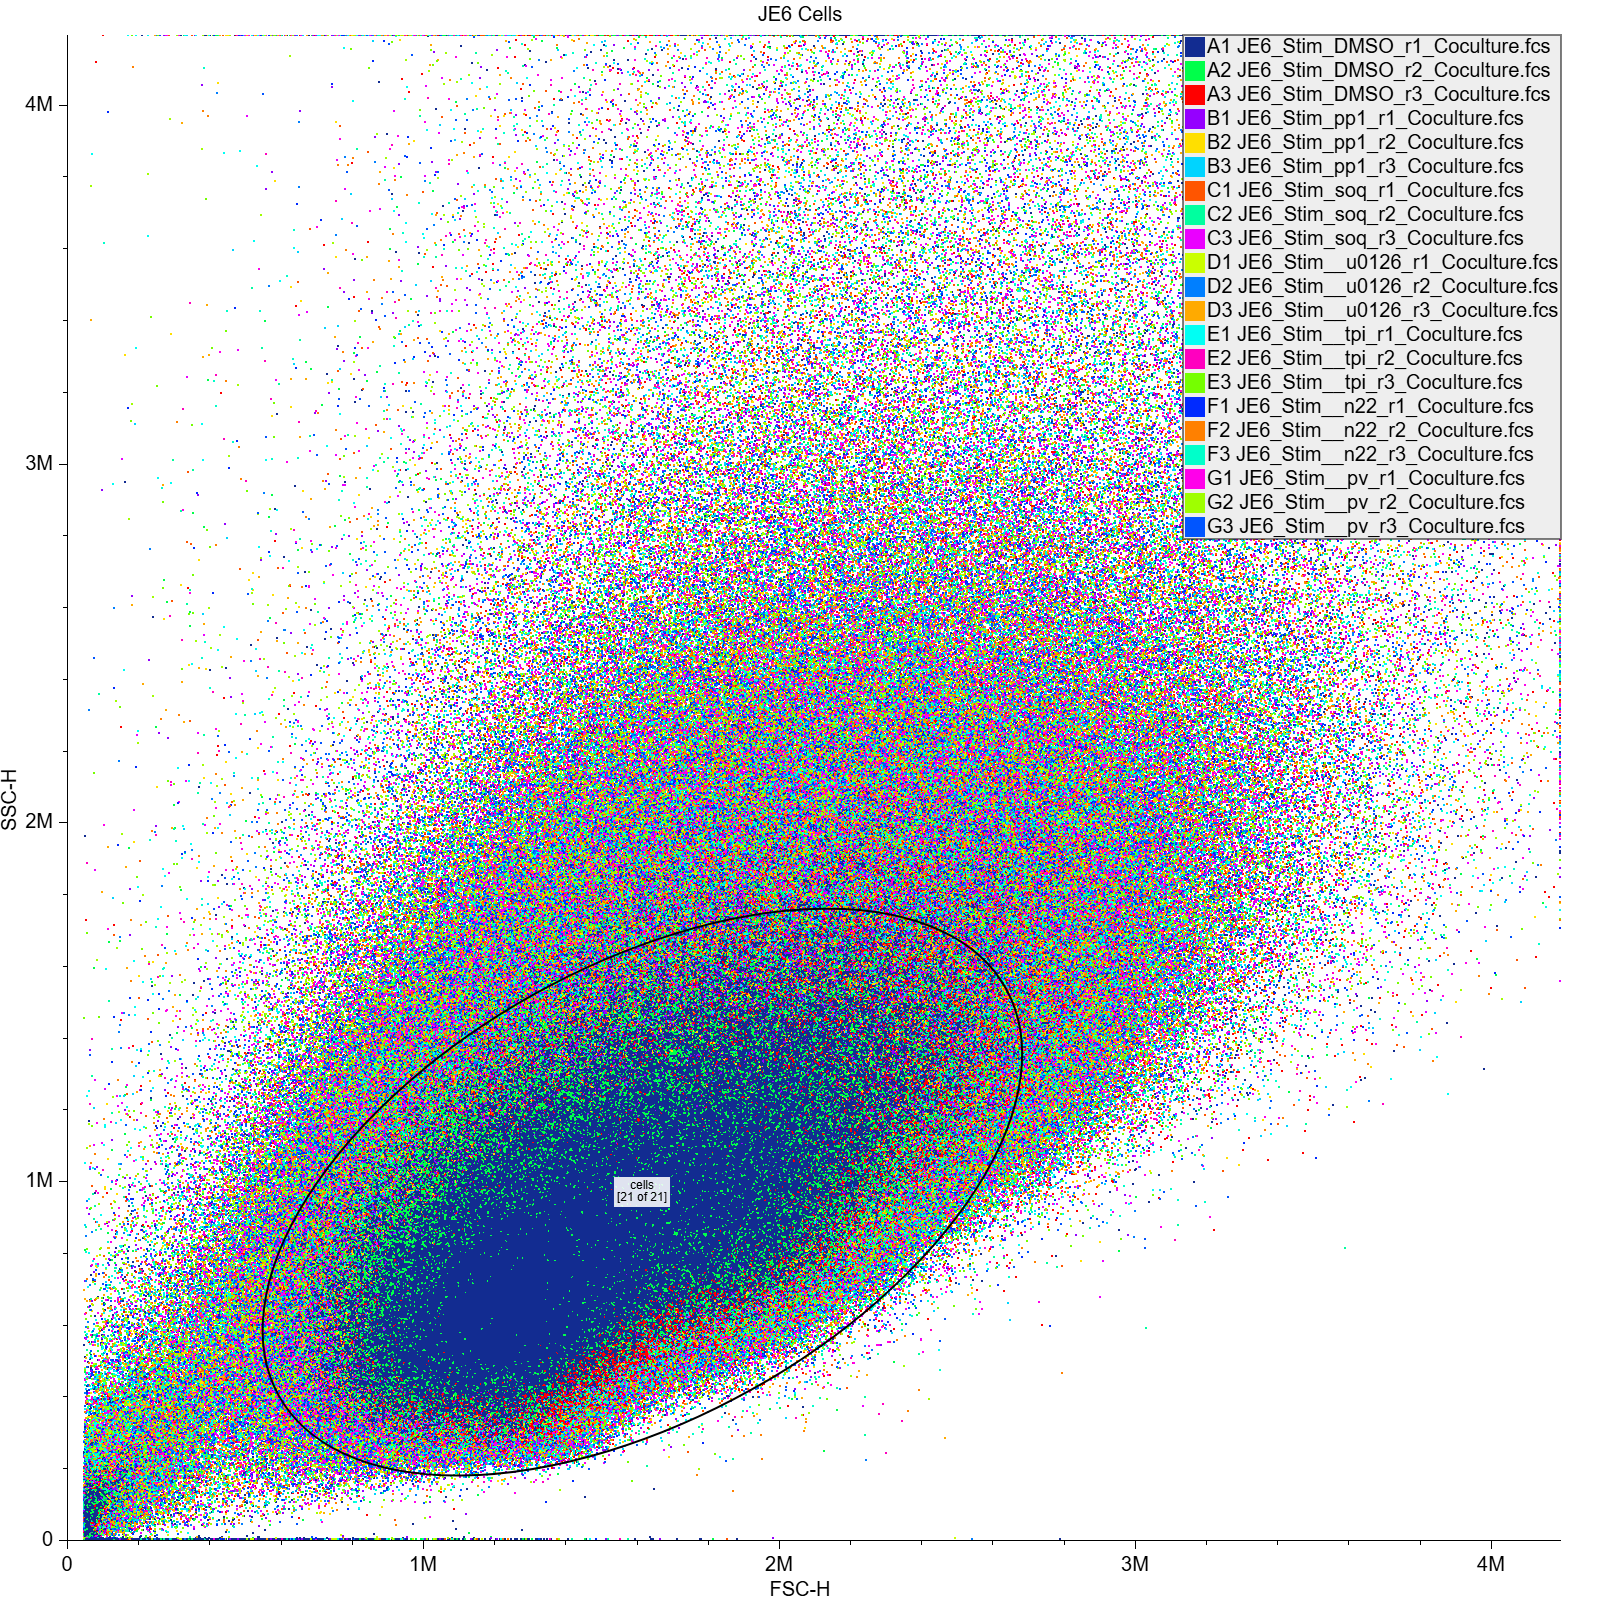 JE6 Cells
A1 JE6_Stim_DMSO_r1_Coculture.fcs
A2 JE6_Stim_DMSO_r2_Coculture.fcs
A3 JE6_Stim_DMSO_r3_Coculture.fcs
B1 JE6_Stim_pp1_r1_Coculture.fcs
B2 JE6_Stim_pp1_r2_Coculture.fcs
B3 JE6_Stim_pp1_r3_Coculture.fcs
C1 JE6_Stim_soq_r1_Coculture.fcs
C2 JE6_Stim_soq_r2_Coculture.fcs
C3 JE6_Stim_soq_r3_Coculture.fcs
D1 JE6_Stim__u0126_r1_Coculture.fcs
D2 JE6_Stim__u0126_r2_Coculture.fcs
D3 JE6_Stim__u0126_r3_Coculture.fcs
E1 JE6_Stim__tpi_r1_Coculture.fcs
E2 JE6_Stim__tpi_r2_Coculture.fcs
E3 JE6_Stim__tpi_r3_Coculture.fcs
F1 JE6_Stim__n22_r1_Coculture.fcs
F2 JE6_Stim__n22_r2_Coculture.fcs
F3 JE6_Stim__n22_r3_Coculture.fcs
G1 JE6_Stim__pv_r1_Coculture.fcs
G2 JE6_Stim__pv_r2_Coculture.fcs
G3 JE6_Stim__pv_r3_Coculture.fcs
4M
3M
2M
1M
0
SSC-H
cells
[21 of 21]
0 1M 2M 3M 4M
FSC-H